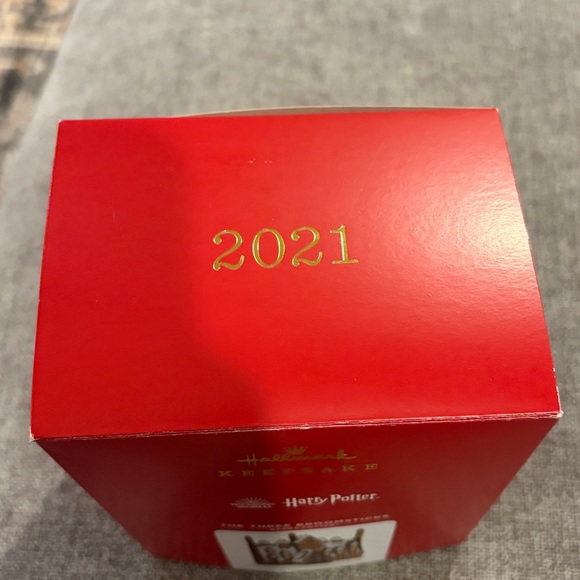 2021
Hallmark
KEEPSAKE
Harry Potter
THE THREE BROOMSTICKS